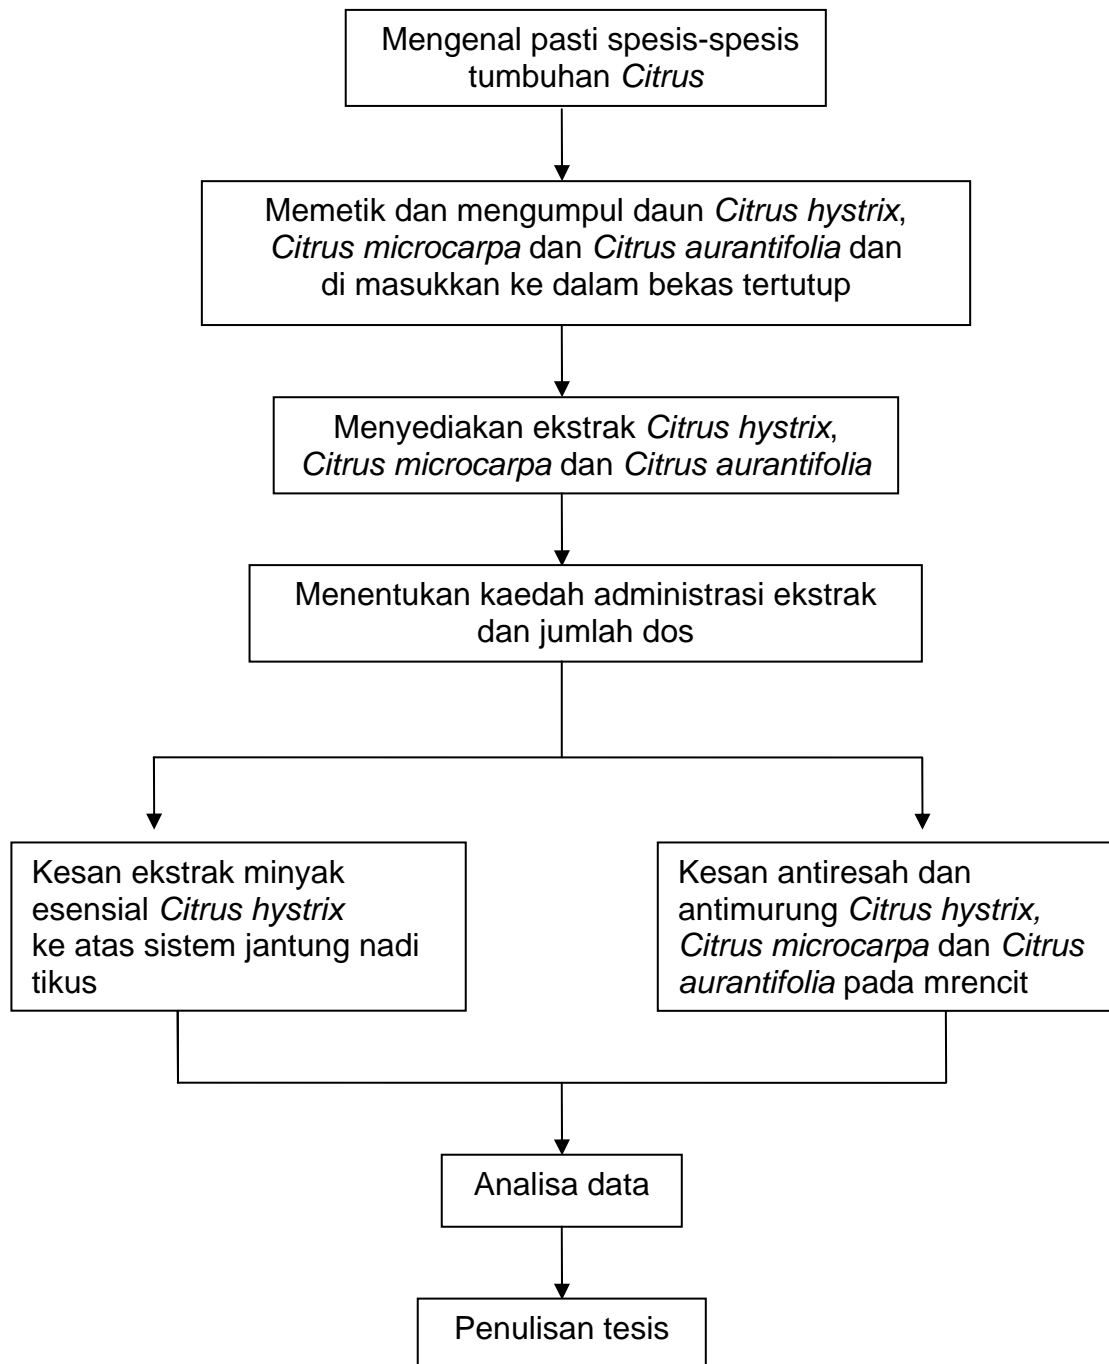 Mengenal pasti spesis-spesis
tumbuhan Citrus
Memetik dan mengumpul daun Citrus hystrix,
Citrus microcarpa dan Citrus aurantifolia dan
di masukkan ke dalam bekas tertutup
Menyediakan ekstrak Citrus hystrix,
Citrus microcarpa dan Citrus aurantifolia
Menentukan kaedah administrasi ekstrak
dan jumlah dos
Kesan ekstrak minyak
esensial Citrus hystrix
ke atas sistem jantung nadi
tikus
Kesan antiresah dan
antimurung Citrus hystrix,
Citrus microcarpa dan Citrus
aurantifolia pada mrencit
Analisa data
Penulisan tesis